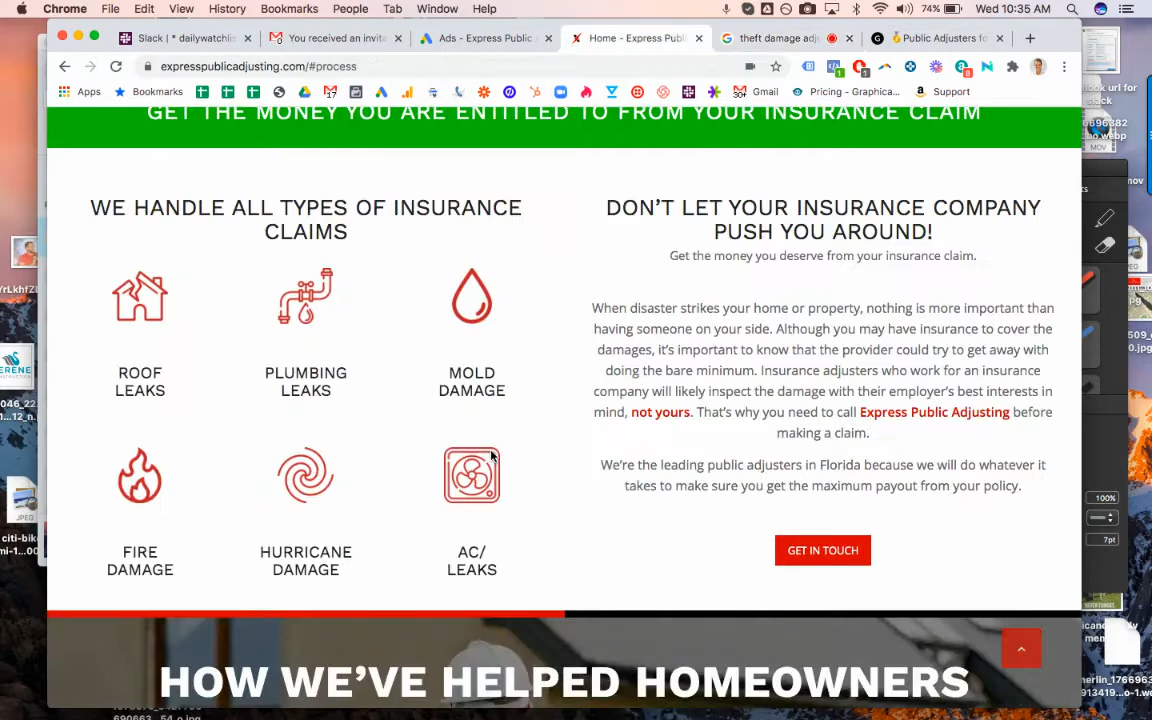 Chrome File Edit View History Bookmarks People Tab Window Help 74% Wed 10:35 AM
Slack | * dailywatchlis
You received an invita
Ads - Express Public
Home - Express Publ
theft damage adj
Public Adjusters fo
expresspublicadjusting.com/#process
Apps Bookmarks Gmail Pricing - Graphica... Support
GET THE MONEY YOU ARE ENTITLED TO FROM YOUR INSURANCE CLAIM
WE HANDLE ALL TYPES OF INSURANCE
CLAIMS
ROOF
LEAKS
PLUMBING
LEAKS
MOLD
DAMAGE
FIRE
DAMAGE
HURRICANE
DAMAGE
AC/
LEAKS
DON'T LET YOUR INSURANCE COMPANY
PUSH YOU AROUND!
Get the money you deserve from your insurance claim.
When disaster strikes your home or property, nothing is more important than
having someone on your side. Although you may have insurance to cover the
damages, it's important to know that the provider could try to get away with
doing the bare minimum. Insurance adjusters who work for an insurance
company will likely inspect the damage with their employer's best interests in
mind, not yours. That's why you need to call Express Public Adjusting before
making a claim.
We're the leading public adjusters in Florida because we will do whatever it
takes to make sure you get the maximum payout from your policy.
GET IN TOUCH
HOW WE'VE HELPED HOMEOWNERS
100%
7pt
JPEG
MOV